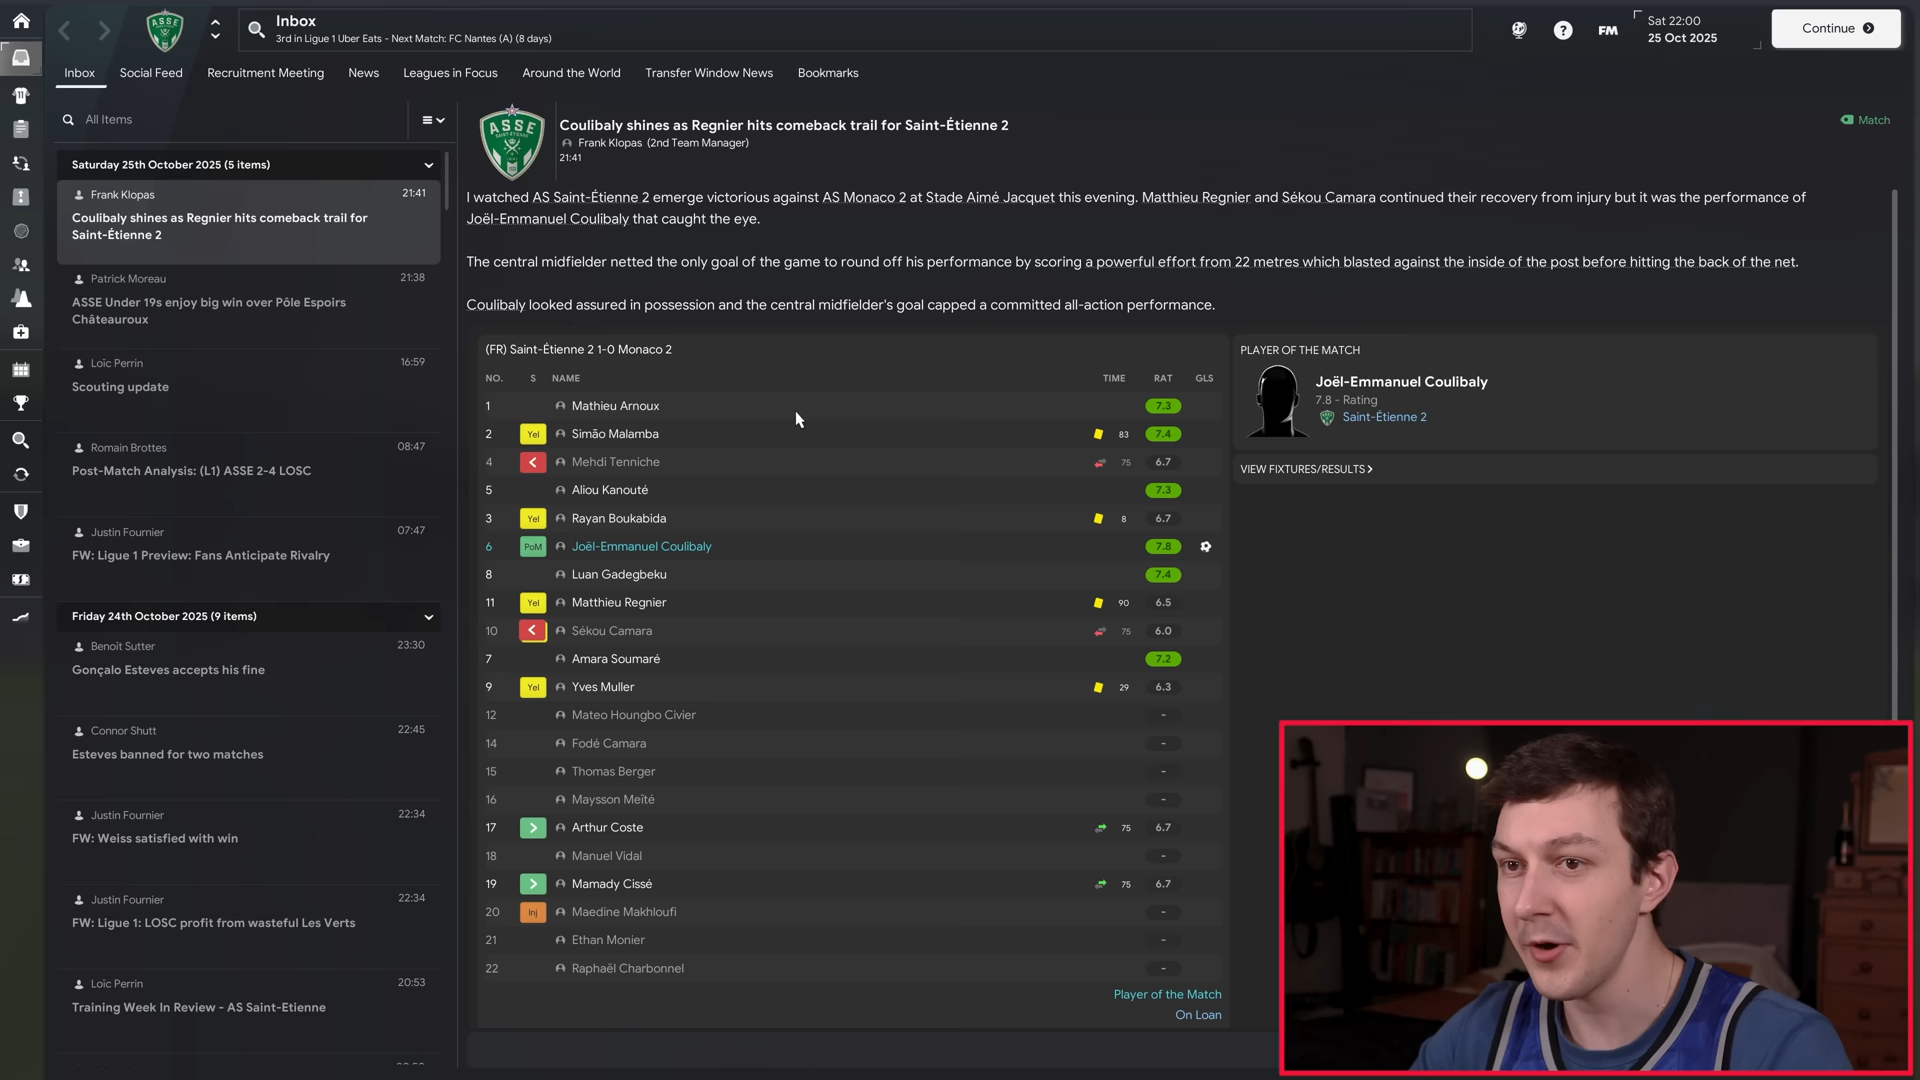 ASSE
Inbox
3rd in Ligue 1 Uber Eats - Next Match: FC Nantes (A) (8 days)
FM
Sat 22:00
25 Oct 2025
Continue
Inbox
Social Feed
Recruitment Meeting
News
Leagues in Focus
Around the World
Transfer Window News
Bookmarks
All Items
Saturday 25th October 2025 (5 items)
Frank Klopas
21:41
Coulibaly shines as Regnier hits comeback trail for
Saint-Étienne 2
Patrick Moreau
21:38
ASSE Under 19s enjoy big win over Pôle Espoirs
Châteauroux
Loïc Perrin
16:59
Scouting update
Romain Brottes
08:47
Post-Match Analysis: (L1) ASSE 2-4 LOSC
Justin Fournier
07:47
FW: Ligue 1 Preview: Fans Anticipate Rivalry
Friday 24th October 2025 (9 items)
Benoit Sutter
23:30
Gonçalo Esteves accepts his fine
Connor Shutt
22:45
Esteves banned for two matches
Justin Fournier
22:34
FW: Weiss satisfied with win
Justin Fournier
22:34
FW: Ligue 1: LOSC profit from wasteful Les Verts
Loïc Perrin
20:53
Training Week In Review - AS Saint-Etienne
ASSE
Coulibaly shines as Regnier hits comeback trail for Saint-Étienne 2
Frank Klopas (2nd Team Manager)
21:41
Match
I watched AS Saint-Étienne 2 emerge victorious against AS Monaco 2 at Stade Aimé Jacquet this evening. Matthieu Regnier and Sékou Camara continued their recovery from injury but it was the performance of
Joël-Emmanuel Coulibaly that caught the eye.
The central midfielder netted the only goal of the game to round off his performance by scoring a powerful effort from 22 metres which blasted against the inside of the post before hitting the back of the net.
Coulibaly looked assured in possession and the central midfielder's goal capped a committed all-action performance.
(FR) Saint-Étienne 2 1-0 Monaco 2
NO. S NAME TIME RAT GLS
1 Mathieu Arnoux 7.3
2 Yel Simão Malamba 83 7.4
4 Mehdi Tenniche 75 6.7
5 Aliou Kanouté 7.3
3 Yel Rayan Boukabida 8 6.7
6 PoM Joël-Emmanuel Coulibaly 7.8
8 Luan Gadegbeku 7.4
11 Yel Matthieu Regnier 90 6.5
10 Sékou Camara 75 6.0
7 Amara Soumaré 7.2
9 Yel Yves Muller 29 6.3
12 Mateo Houngbo Civier -
14 Fodé Camara -
15 Thomas Berger -
16 Maysson Meïté -
17 Arthur Coste 75 6.7
18 Manuel Vidal -
19 Mamady Cissé 75 6.7
20 Inj Maedine Makhloufi -
21 Ethan Monier -
22 Raphaël Charbonnel -
Player of the Match
On Loan
PLAYER OF THE MATCH
Joël-Emmanuel Coulibaly
7.8 - Rating
Saint-Étienne 2
VIEW FIXTURES/RESULTS